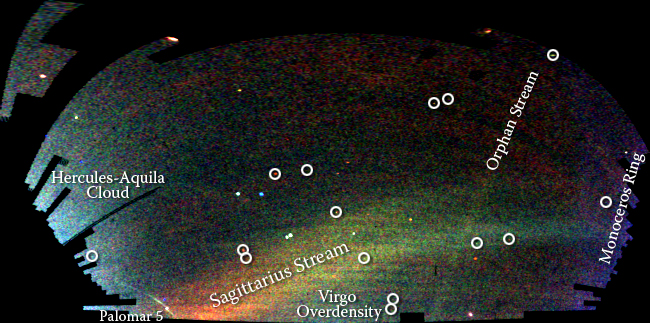 Orphan Stream
Monoceros Ring
Hercules-Aquila
Cloud
Sagittarius Stream
Virgo
Overdensity
Palomar 5